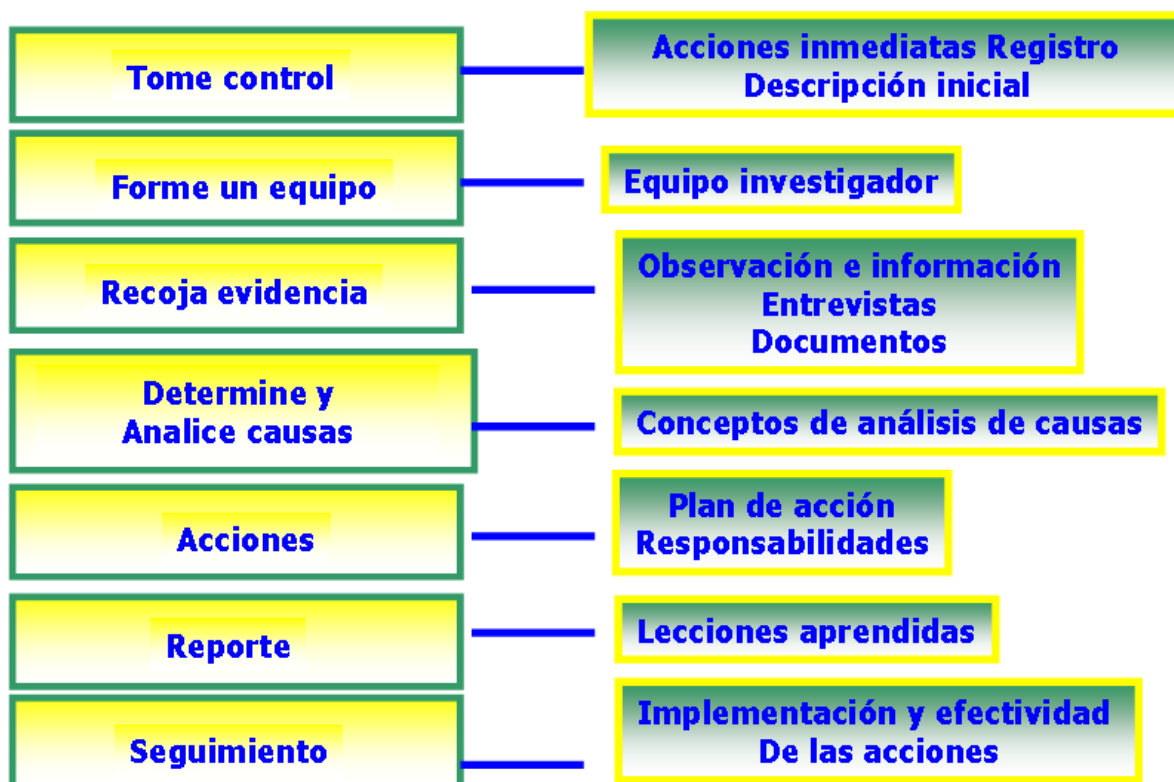 Tome control
Acciones inmediatas Registro
Descripción inicial
Forme un equipo
Equipo investigador
Recoja evidencia
Observación e información
Entrevistas
Documentos
Determine y
Analice causas
Conceptos de análisis de causas
Acciones
Plan de acción
Responsabilidades
Reporte
Lecciones aprendidas
Seguimiento
Implementación y efectividad
De las acciones